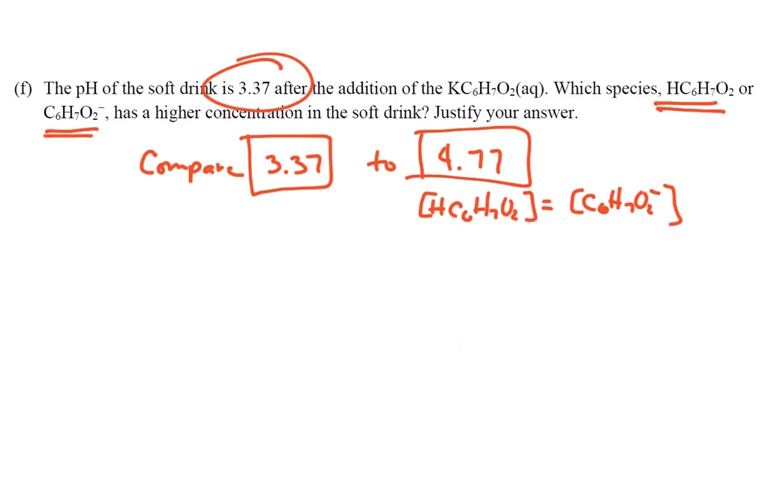 (f) The pH of the soft drink is 3.37 after the addition of the KC₆H₇O₂(aq). Which species, HC₆H₇O₂ or
C₆H₇O₂⁻, has a higher concentration in the soft drink? Justify your answer.
Compare 3.37 to 4.77
[HC₆H₇O₂] = [C₆H₇O₂⁻]